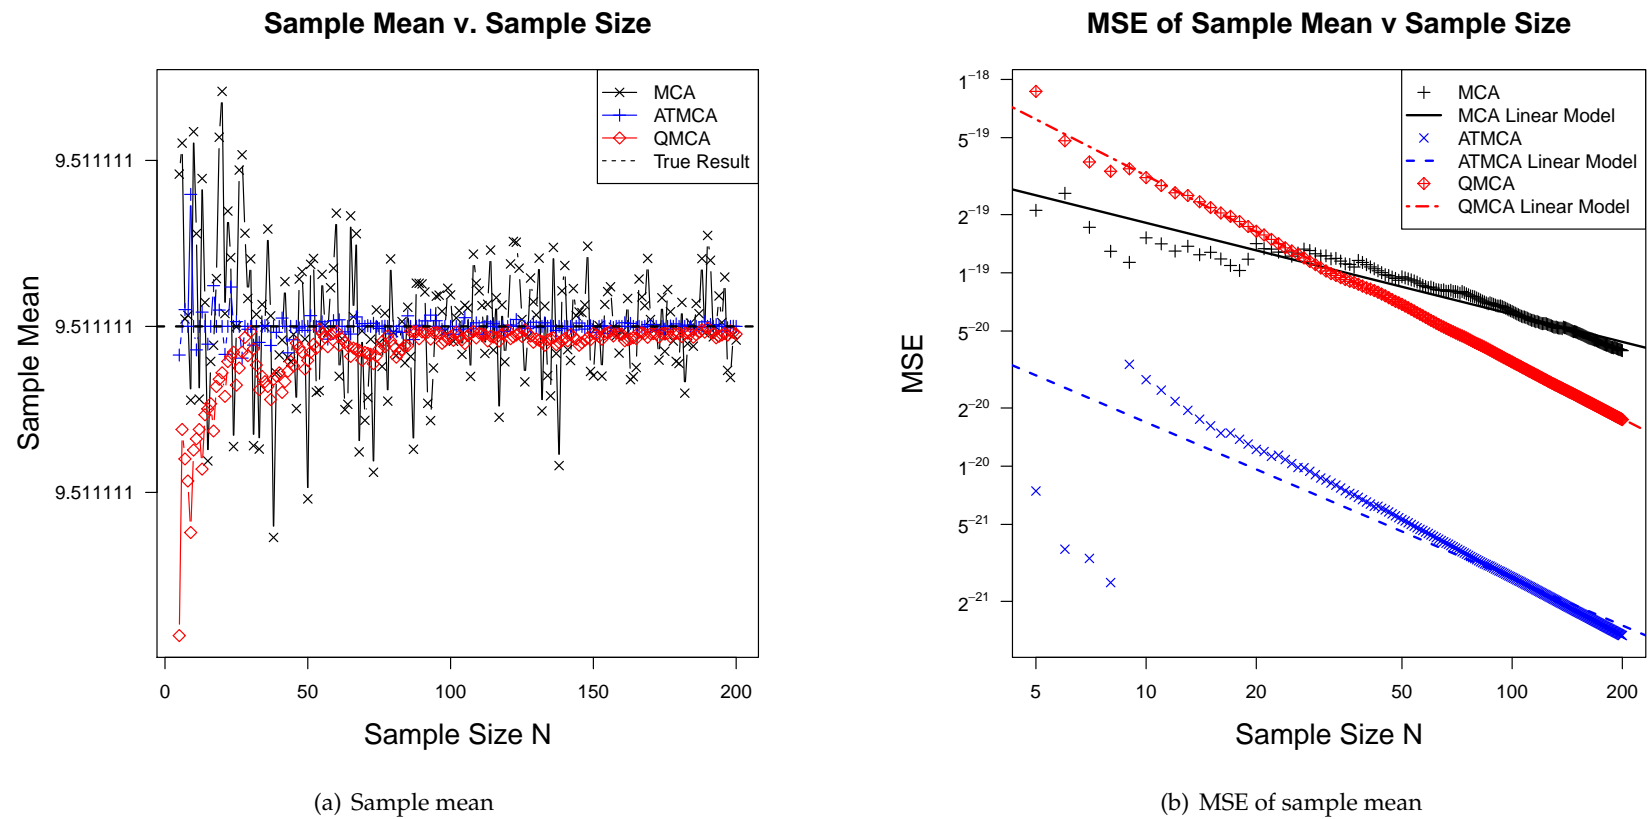 Sample Mean v. Sample Size
Sample Mean
9.511111
9.511111
9.511111
MCA
ATMCA
QMCA
True Result
0 50 100 150 200
Sample Size N
(a) Sample mean
MSE of Sample Mean v Sample Size
MSE
1⁻¹⁸
5⁻¹⁹
2⁻¹⁹
1⁻¹⁹
5⁻²⁰
2⁻²⁰
1⁻²⁰
5⁻²¹
2⁻²¹
MCA
MCA Linear Model
ATMCA
ATMCA Linear Model
QMCA
QMCA Linear Model
5 10 20 50 100 200
Sample Size N
(b) MSE of sample mean